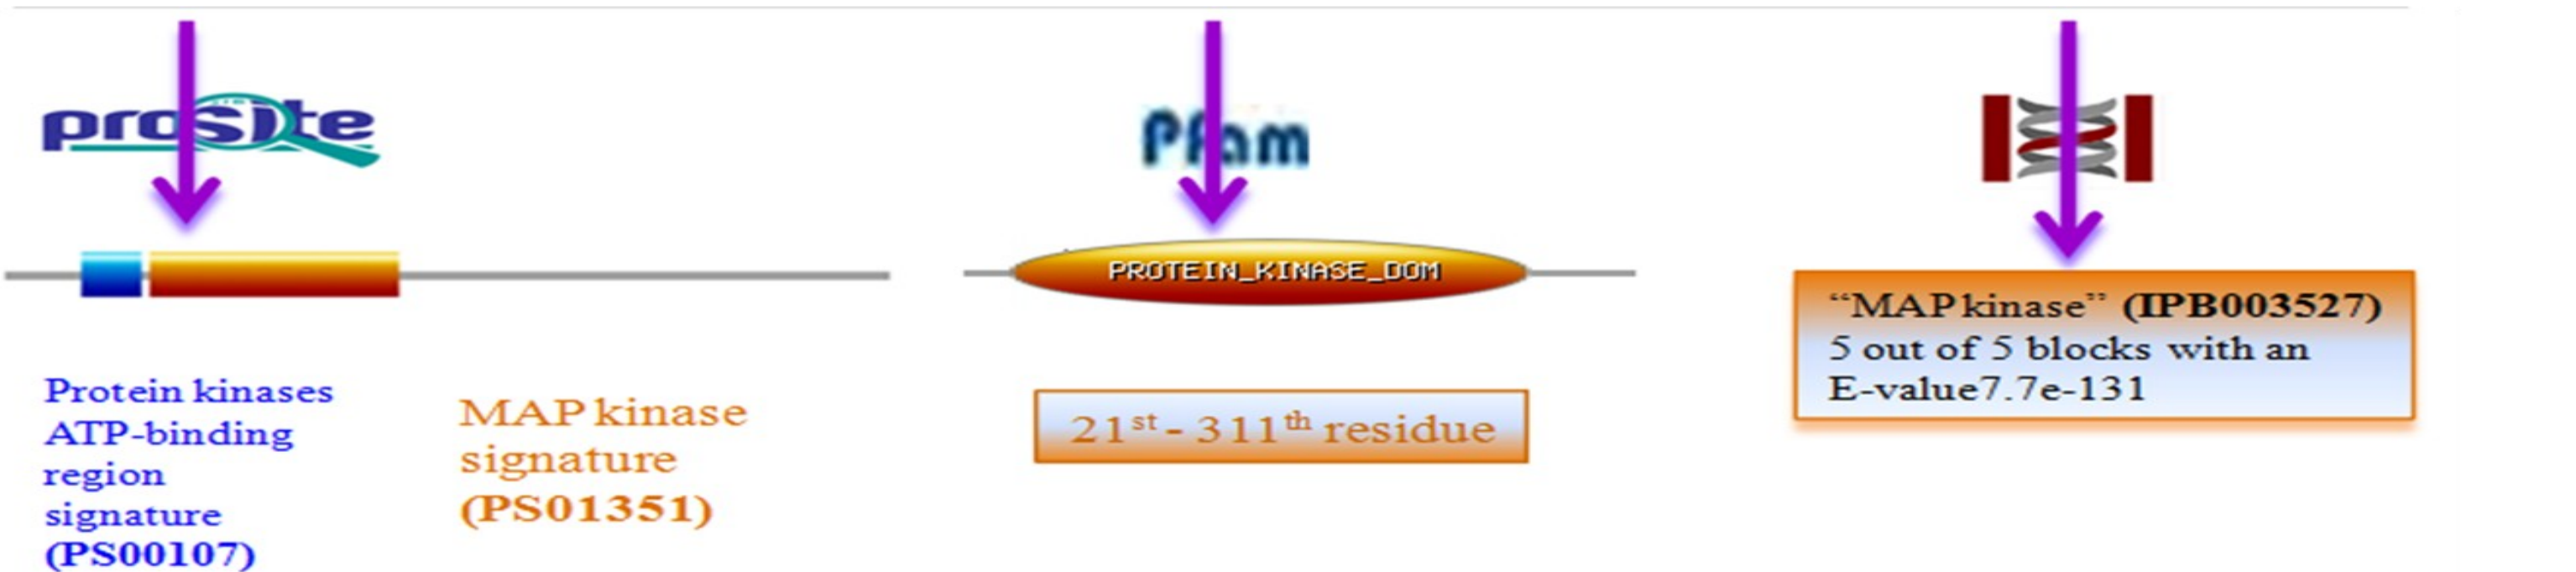 prosite
Pfam
PROTEIN_KINASE_DOM
Protein kinases
ATP-binding
region
signature
(PS00107)
MAP kinase
signature
(PS01351)
21st - 311th residue
“MAP kinase” (IPB003527)
5 out of 5 blocks with an
E-value7.7e-131